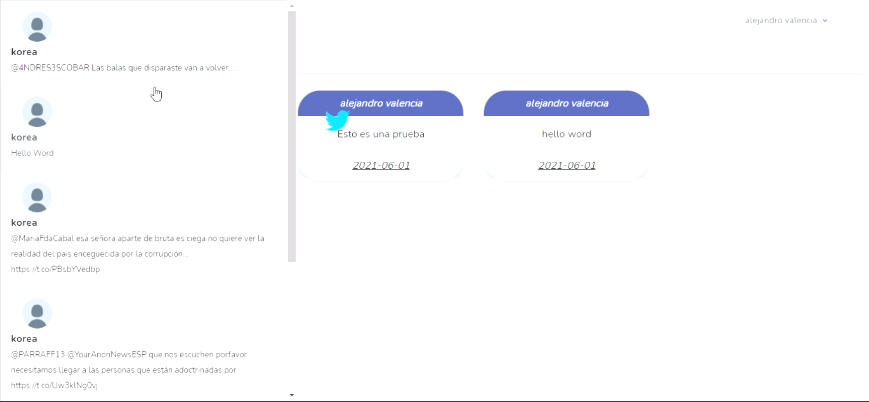 korea
@4NDRES3SCOBAR Las balas que disparaste van a volver...
korea
Hello Word
korea
@MariaFdaCabal esa señora aparte de bruta es ciega no quiere ver la
realidad del pais enceguecida por la corrupción...
https://t.co/PBsbYVedbp
korea
@PARRAFF13 @YourAnonNewsESP que nos escuchen porfavor
necesitamos llegar a las personas que están adoctrinadas por
https://t.co/Uw3klNg0vj
alejandro valencia
alejandro valencia
Esto es una prueba
2021-06-01
alejandro valencia
hello word
2021-06-01